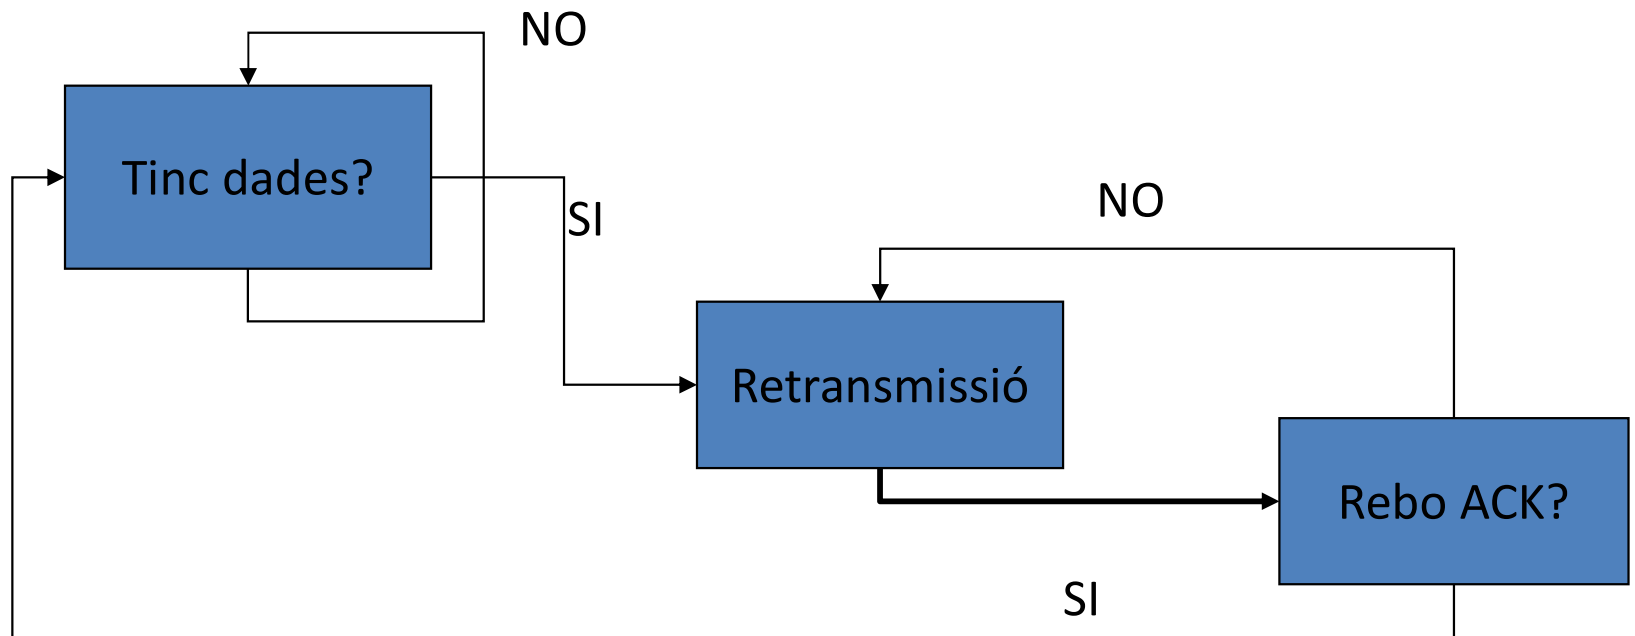 NO
Tinc dades?
SI
NO
Retransmissió
Rebo ACK?
SI